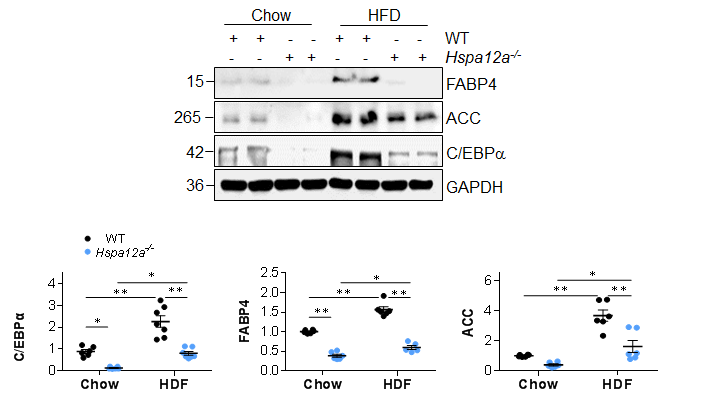 Chow HFD
+ + - - + + - - WT
- - + + - - + + Hspa12a-/-
15 FABP4
265 ACC
42 C/EBPα
36 GAPDH
WT
Hspa12a-/-
C/EBPα
4
3
2
1
0
*
** **
*
Chow HDF
FABP4
2.5
2.0
1.5
1.0
0.5
0.0
*
** **
**
Chow HDF
ACC
6
4
2
0
*
** **
Chow HDF